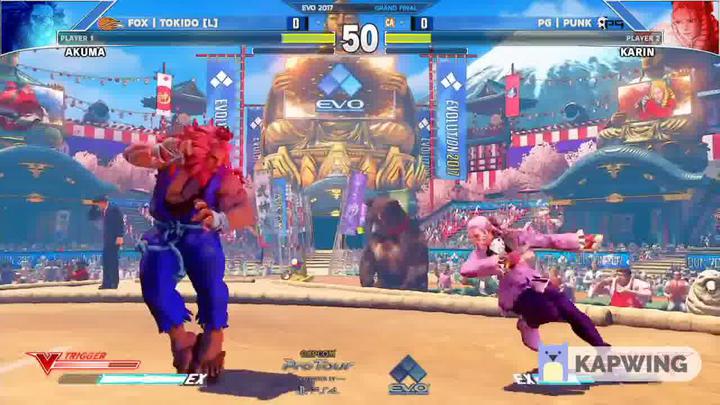 EVO 2017 GRAND FINAL
FOX | TOKIDO [L] 0 CA 0 PG | PUNK
PLAYER 1 50 PLAYER 2
AKUMA KARIN
EVO
EVOLUTION 2017
TRIGGER
EX
CAPCOM
Pro Tour
PS4
EVO
EX
KAPWING